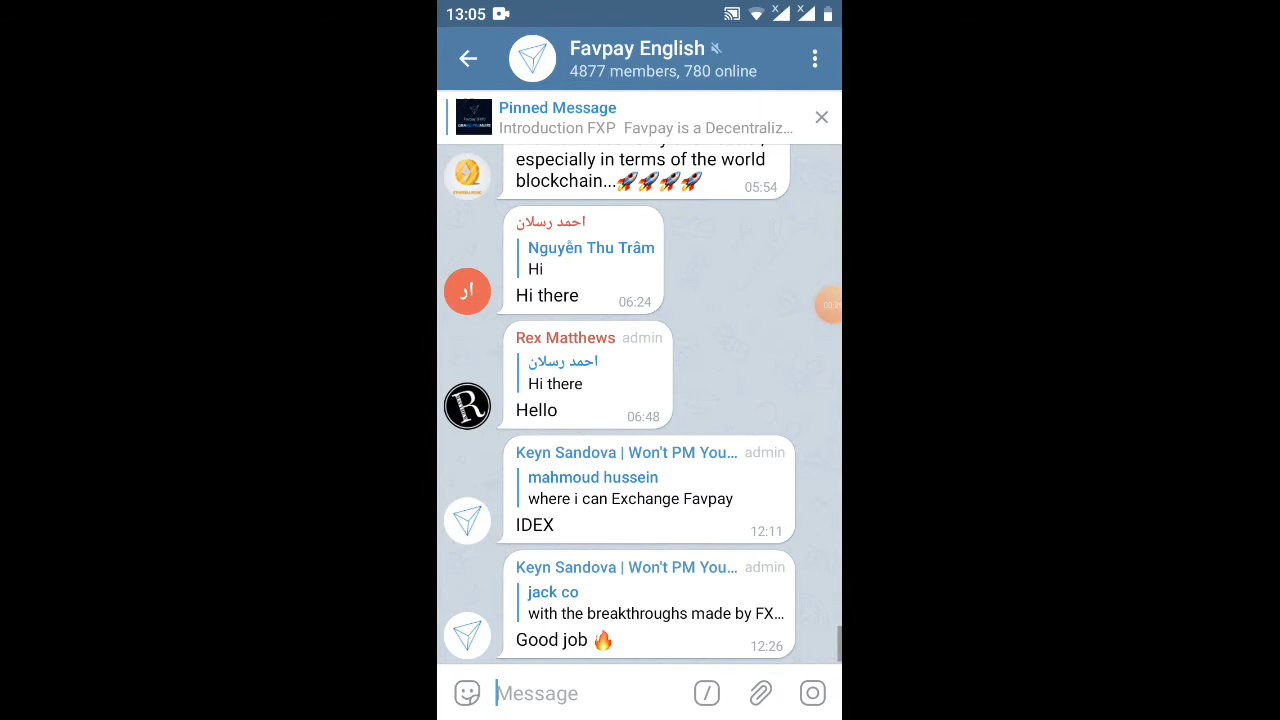 13:05
Favpay English
4877 members, 780 online
Pinned Message
Introduction FXP Favpay is a Decentraliz...
especially in terms of the world
blockchain...🚀🚀🚀🚀 05:54
احمد رسلان
Nguyễn Thu Trâm
Hi
Hi there 06:24
ار
Rex Matthews admin
احمد رسلان
Hi there
Hello 06:48
R
Keyn Sandova | Won't PM You... admin
mahmoud hussein
where i can Exchange Favpay
IDEX 12:11
Keyn Sandova | Won't PM You... admin
jack co
with the breakthroughs made by FX...
Good job 🔥 12:26
Message